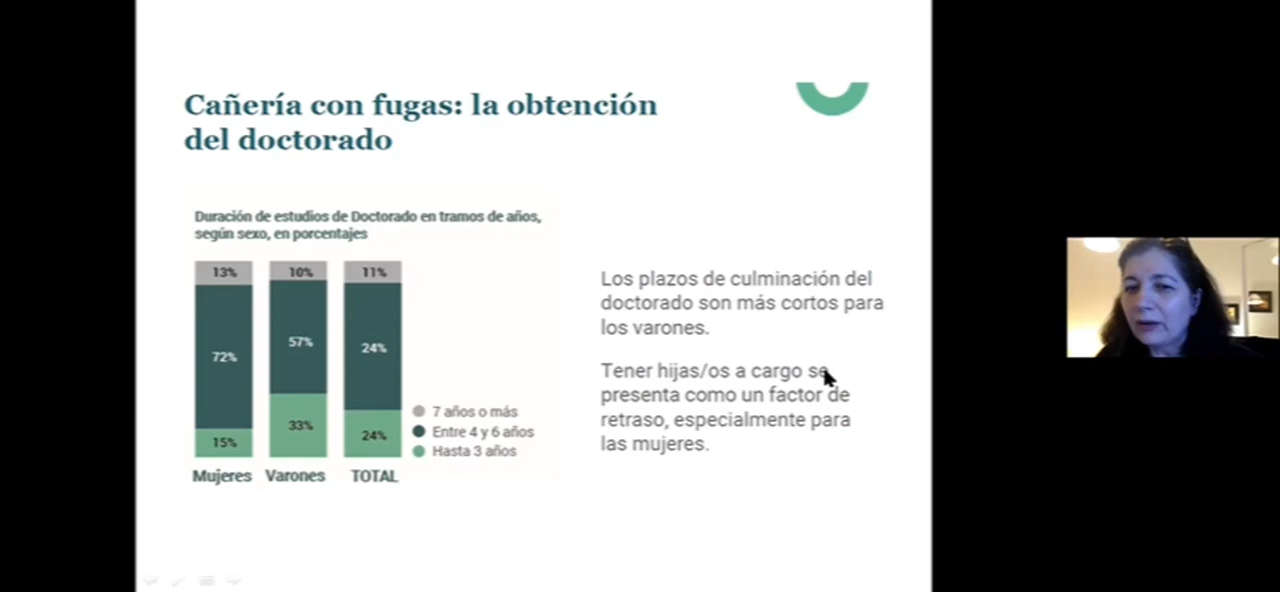 Cañería con fugas: la obtención
del doctorado
Duración de estudios de Doctorado en tramos de años,
según sexo, en porcentajes
13% 10% 11%
72% 57% 24%
15% 33% 24%
7 años o más
Entre 4 y 6 años
Hasta 3 años
Mujeres Varones TOTAL
Los plazos de culminación del
doctorado son más cortos para
los varones.
Tener hijas/os a cargo se
presenta como un factor de
retraso, especialmente para
las mujeres.